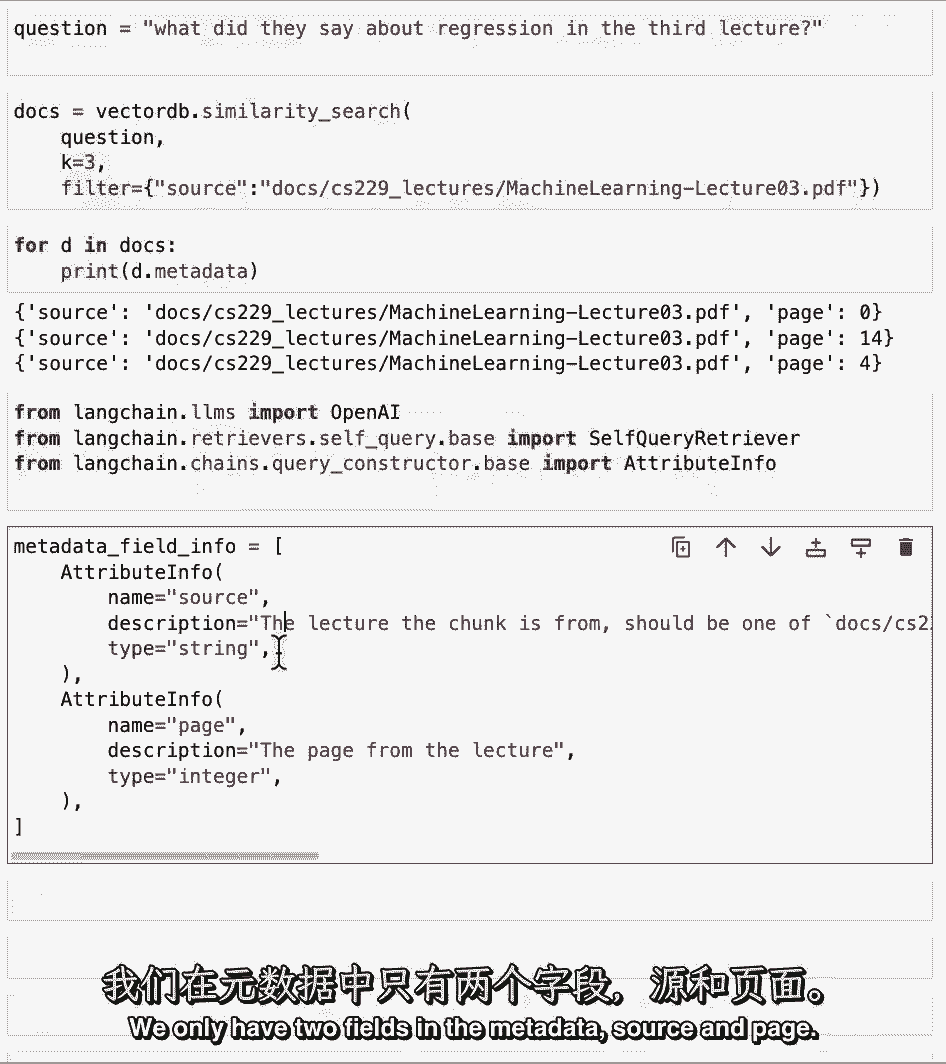 question = "what did they say about regression in the third lecture?"
docs = vectordb.similarity_search(
    question,
    k=3,
    filter={"source":"docs/cs229_lectures/MachineLearning-Lecture03.pdf"})
for d in docs:
    print(d.metadata)
{'source': 'docs/cs229_lectures/MachineLearning-Lecture03.pdf', 'page': 0}
{'source': 'docs/cs229_lectures/MachineLearning-Lecture03.pdf', 'page': 14}
{'source': 'docs/cs229_lectures/MachineLearning-Lecture03.pdf', 'page': 4}
from langchain.llms import OpenAI
from langchain.retrievers.self_query.base import SelfQueryRetriever
from langchain.chains.query_constructor.base import AttributeInfo
metadata_field_info = [
    AttributeInfo(
        name="source",
        description="The lecture the chunk is from, should be one of `docs/cs2
        type="string",
    ),
    AttributeInfo(
        name="page",
        description="The page from the lecture",
        type="integer",
    ),
]
我们在元数据中只有两个字段，源和页面。
We only have two fields in the metadata, source and page.